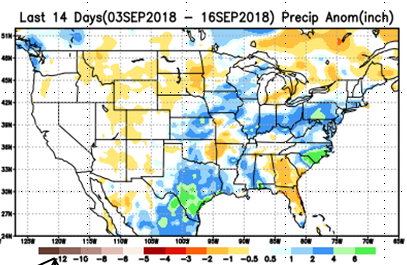 Last 14 Days(03SEP2018 – 16SEP2018) Precip Anom(inch)
51N
48N
45N
42N
39N
36N
33N
30N
27N
24N
125W 120W 115W 110W 105W 100W 95W 90W 85W 80W 75W 70W 65W
-12 -10 -8 -6 -5 -4 -3 -2 -1 -0.5 0.5 1 2 4 6